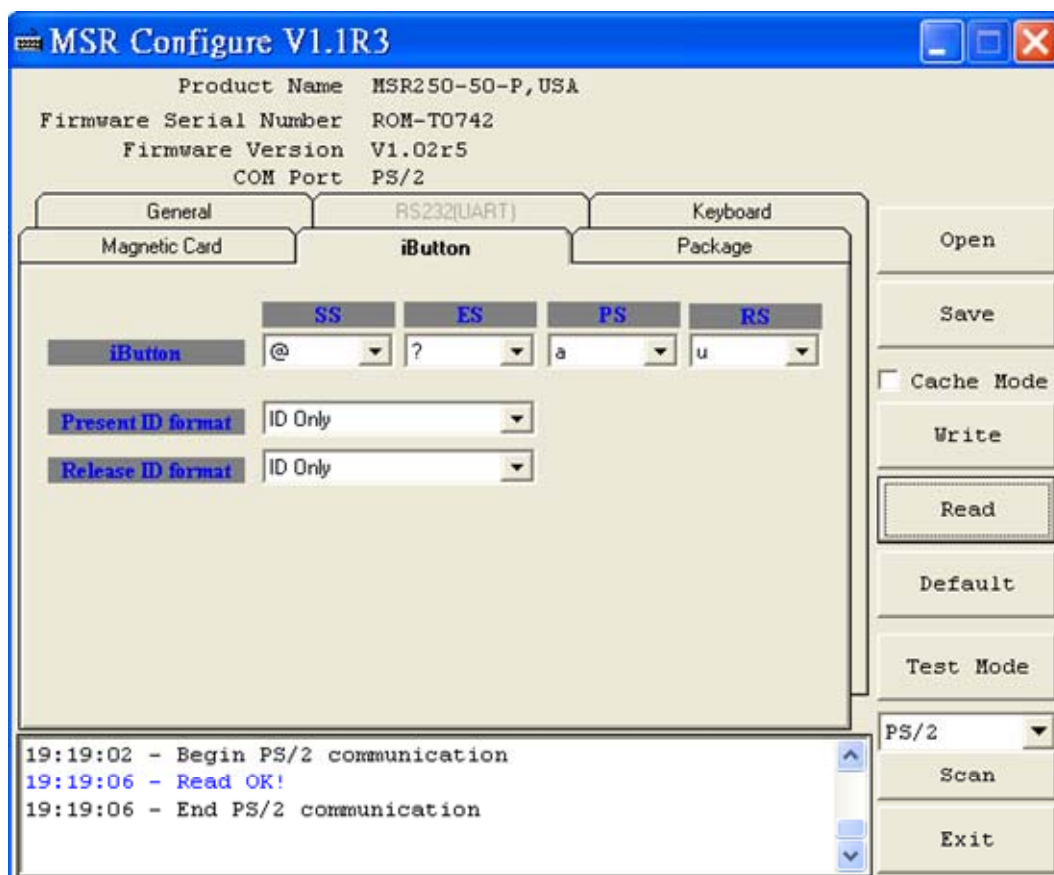 MSR Configure V1.1R3
Product Name MSR250-50-P,USA
Firmware Serial Number ROM-T0742
Firmware Version V1.02r5
COM Port PS/2
General RS232(UART) Keyboard
Magnetic Card iButton Package
SS ES PS RS
iButton @ ? a u
Present ID format ID Only
Release ID format ID Only
Open
Save
Cache Mode
Write
Read
Default
Test Mode
PS/2
Scan
Exit
19:19:02 - Begin PS/2 communication
19:19:06 - Read OK!
19:19:06 - End PS/2 communication